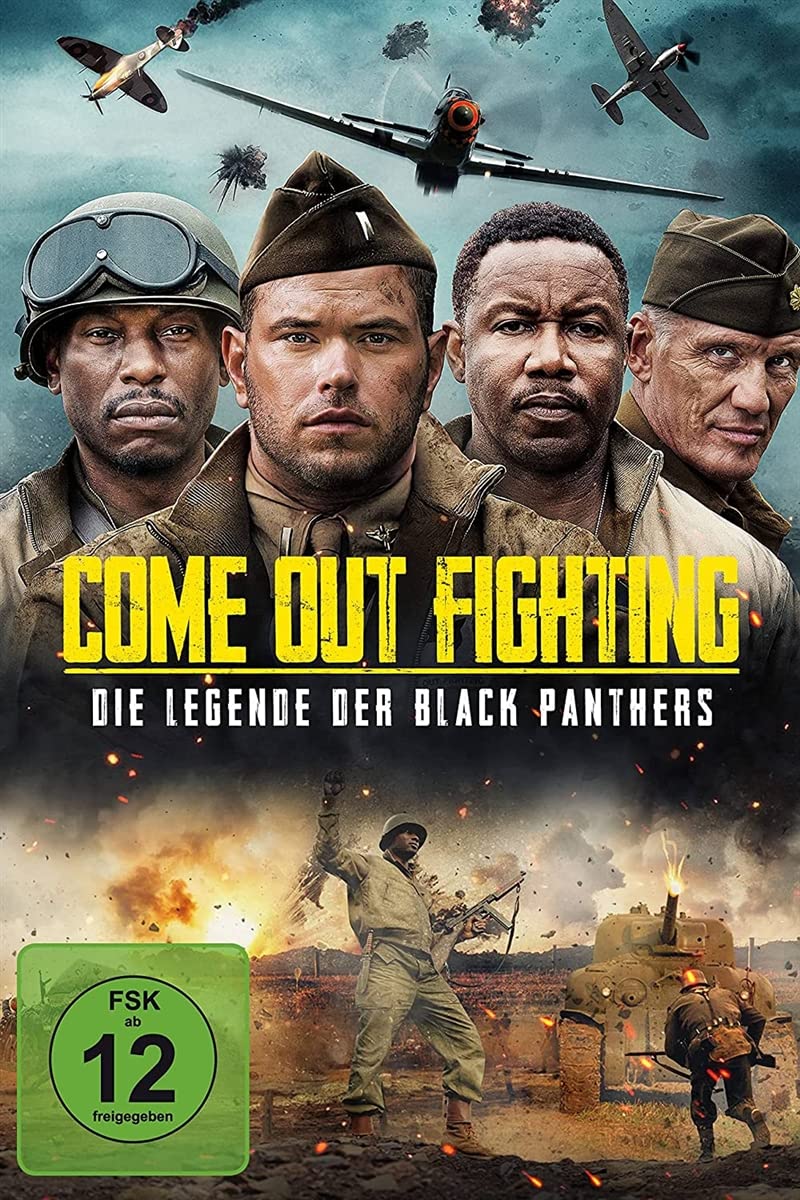 COME OUT FIGHTING
DIE LEGENDE DER BLACK PANTHERS
FSK
ab
12
freigegeben